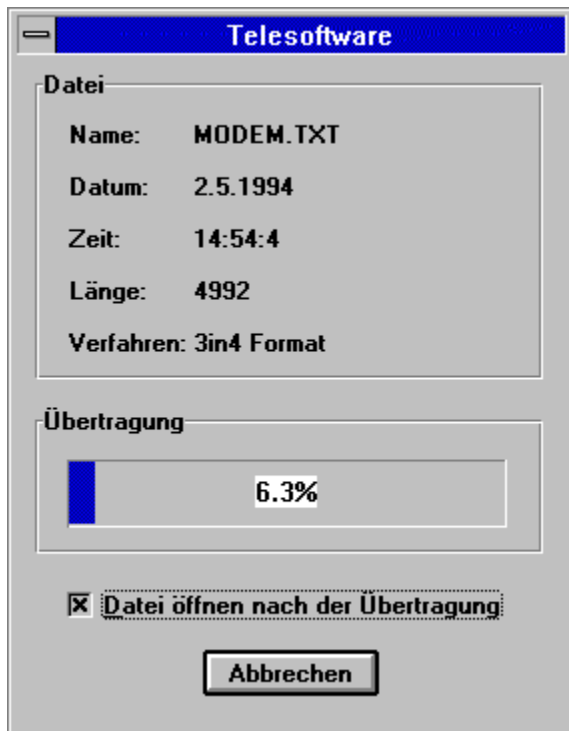 Telesoftware
Datei
Name: MODEM.TXT
Datum: 2.5.1994
Zeit: 14:54:4
Länge: 4992
Verfahren: 3in4 Format
Übertragung
6.3%
Datei öffnen nach der Übertragung
Abbrechen